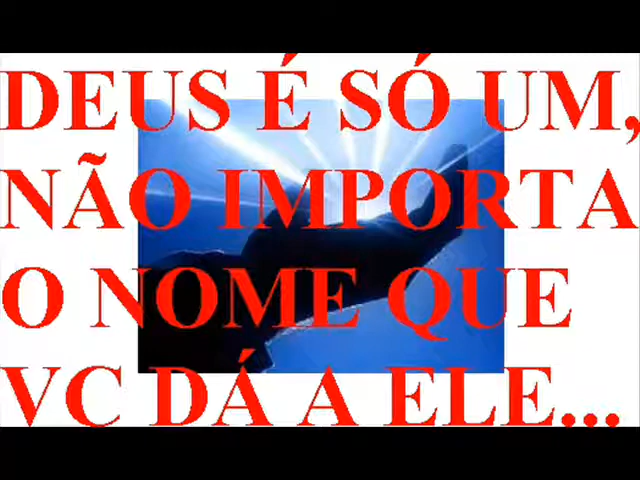 DEUS É SÓ UM,
NÃO IMPORTA
O NOME QUE
VC DÁ A ELE...